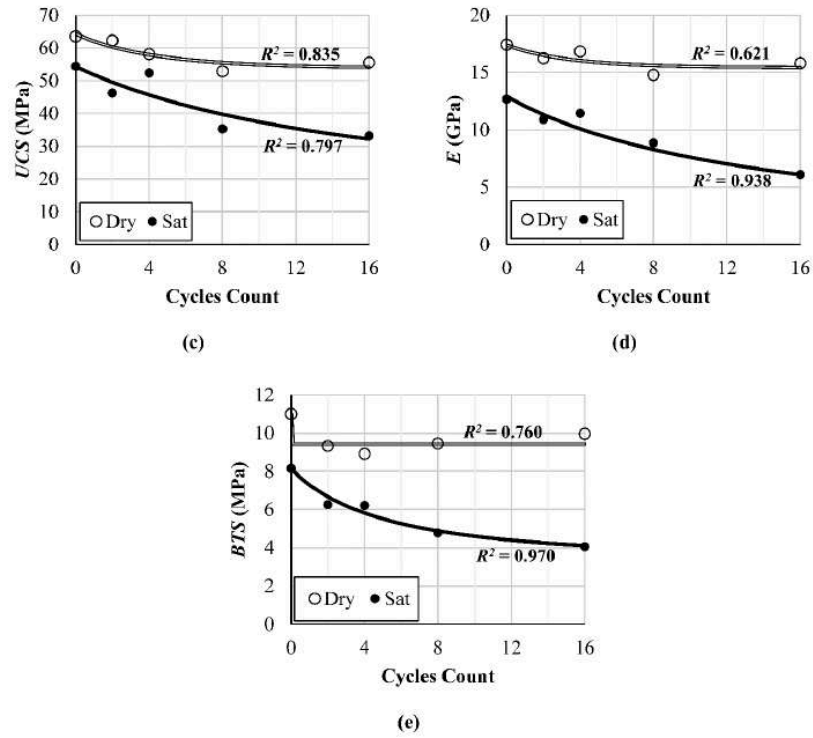 70
60
50
40
30
20
10
0
UCS (MPa)
R² = 0.835
R² = 0.797
Dry Sat
0 4 8 12 16
Cycles Count
(c)
20
15
10
5
0
E (GPa)
R² = 0.621
R² = 0.938
Dry Sat
0 4 8 12 16
Cycles Count
(d)
12
10
8
6
4
2
0
BTS (MPa)
R² = 0.760
R² = 0.970
Dry Sat
0 4 8 12 16
Cycles Count
(e)